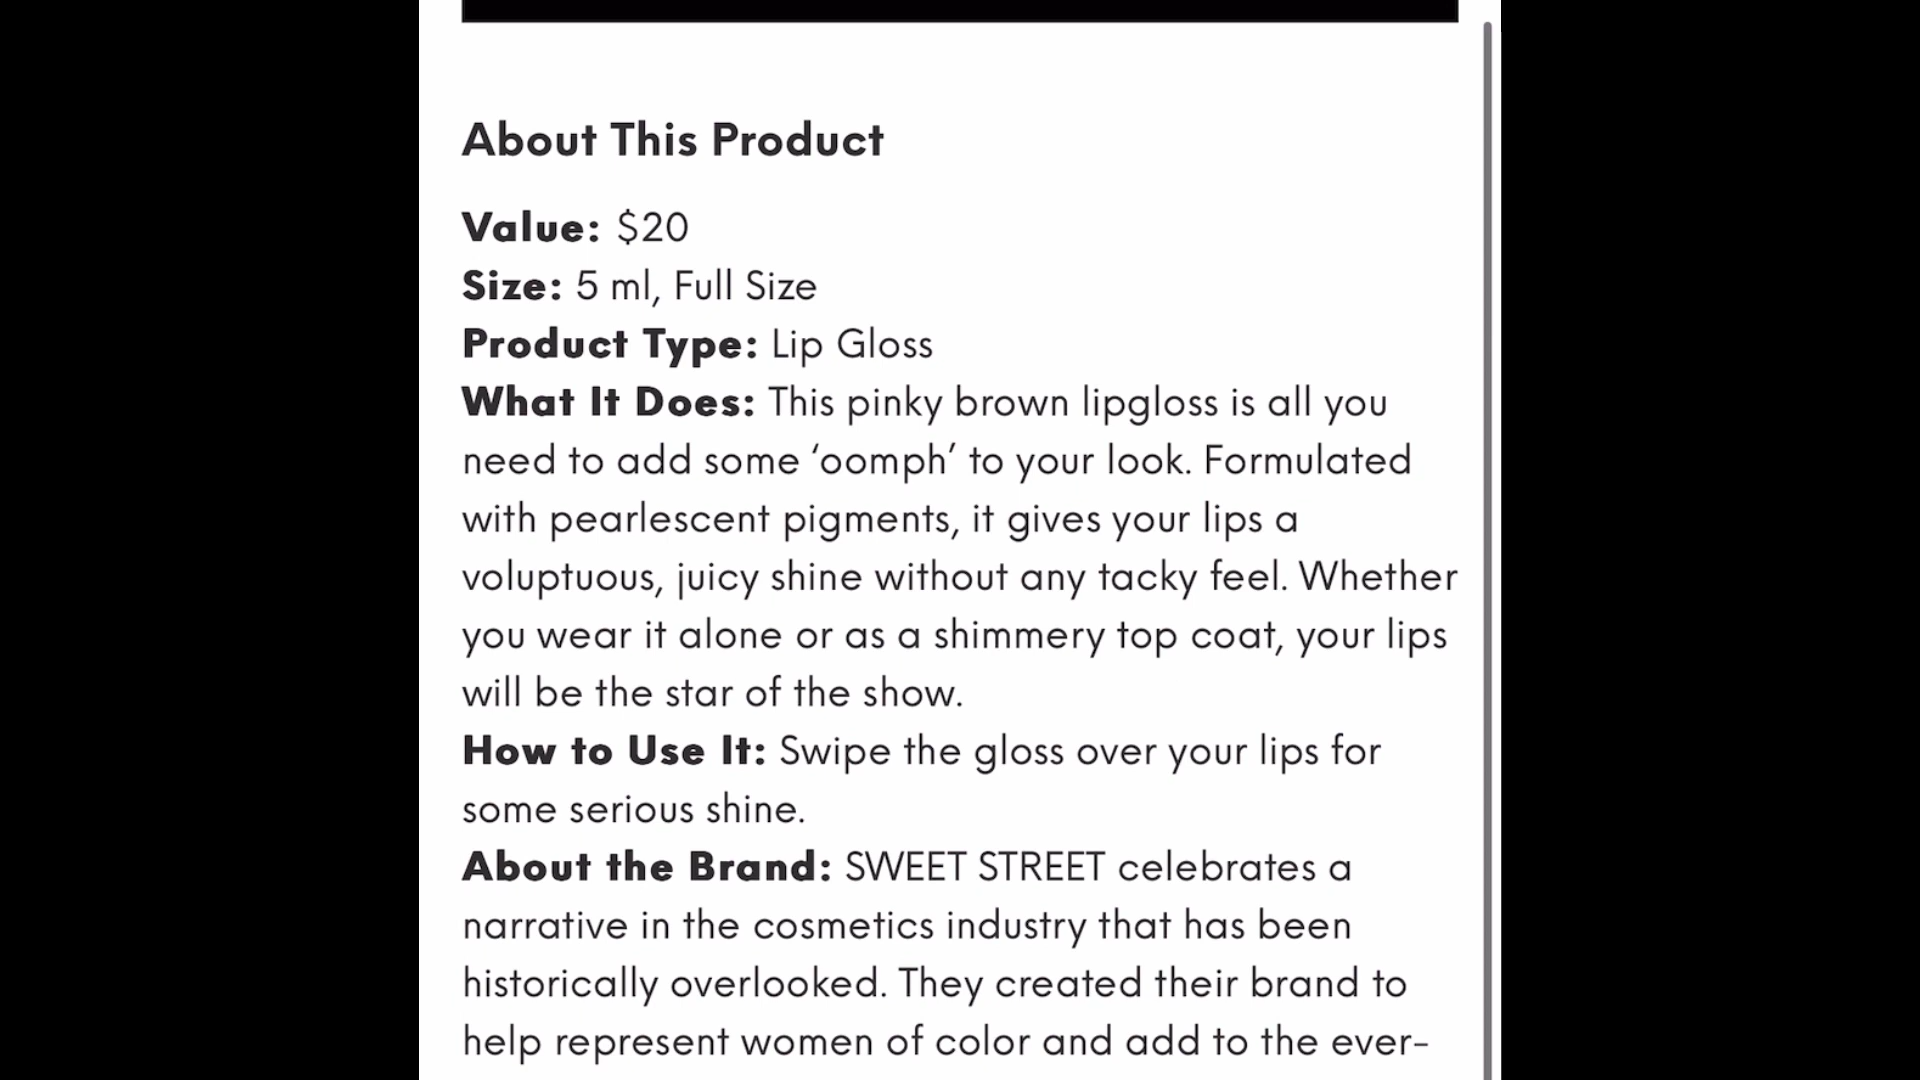 About This Product
Value: $20
Size: 5 ml, Full Size
Product Type: Lip Gloss
What It Does: This pinky brown lipgloss is all you
need to add some ‘oomph’ to your look. Formulated
with pearlescent pigments, it gives your lips a
voluptuous, juicy shine without any tacky feel. Whether
you wear it alone or as a shimmery top coat, your lips
will be the star of the show.
How to Use It: Swipe the gloss over your lips for
some serious shine.
About the Brand: SWEET STREET celebrates a
narrative in the cosmetics industry that has been
historically overlooked. They created their brand to
help represent women of color and add to the ever-